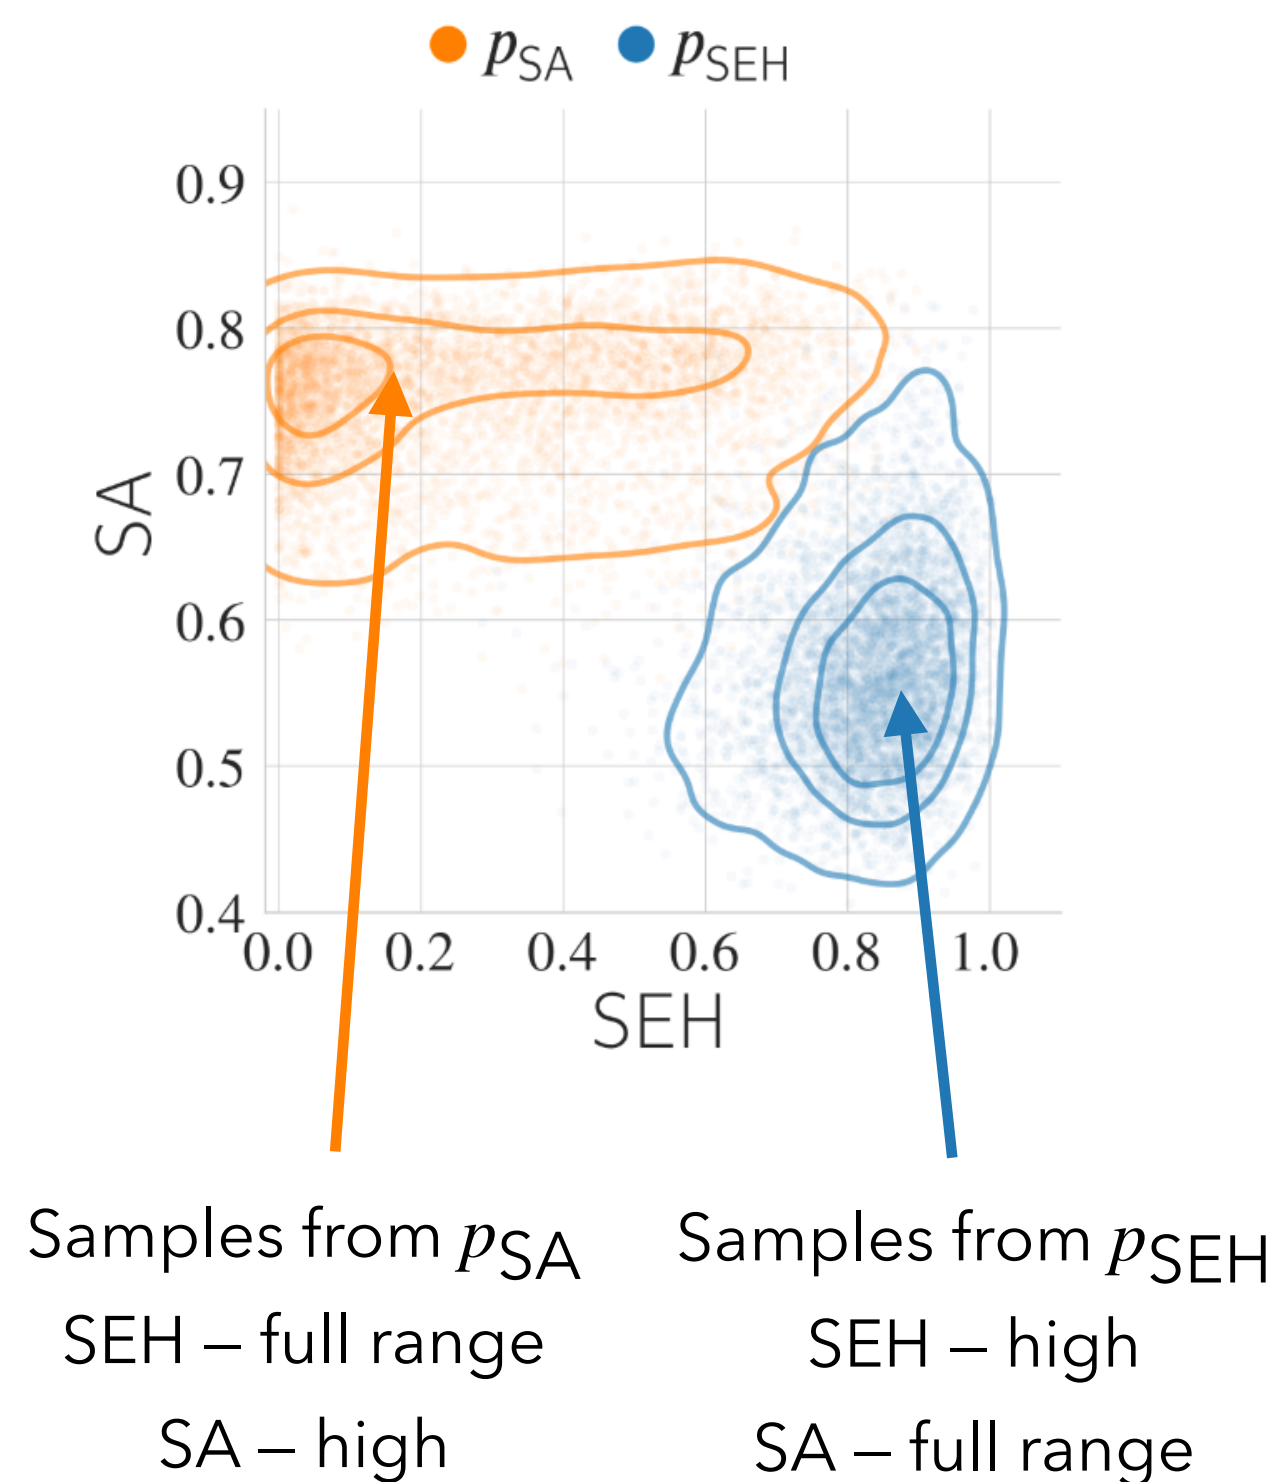 p_SA p_SEH
0.9
0.8
0.7
0.6
0.5
0.4
SA
0.0 0.2 0.4 0.6 0.8 1.0
SEH
Samples from p_SA
SEH – full range
SA – high
Samples from p_SEH
SEH – high
SA – full range